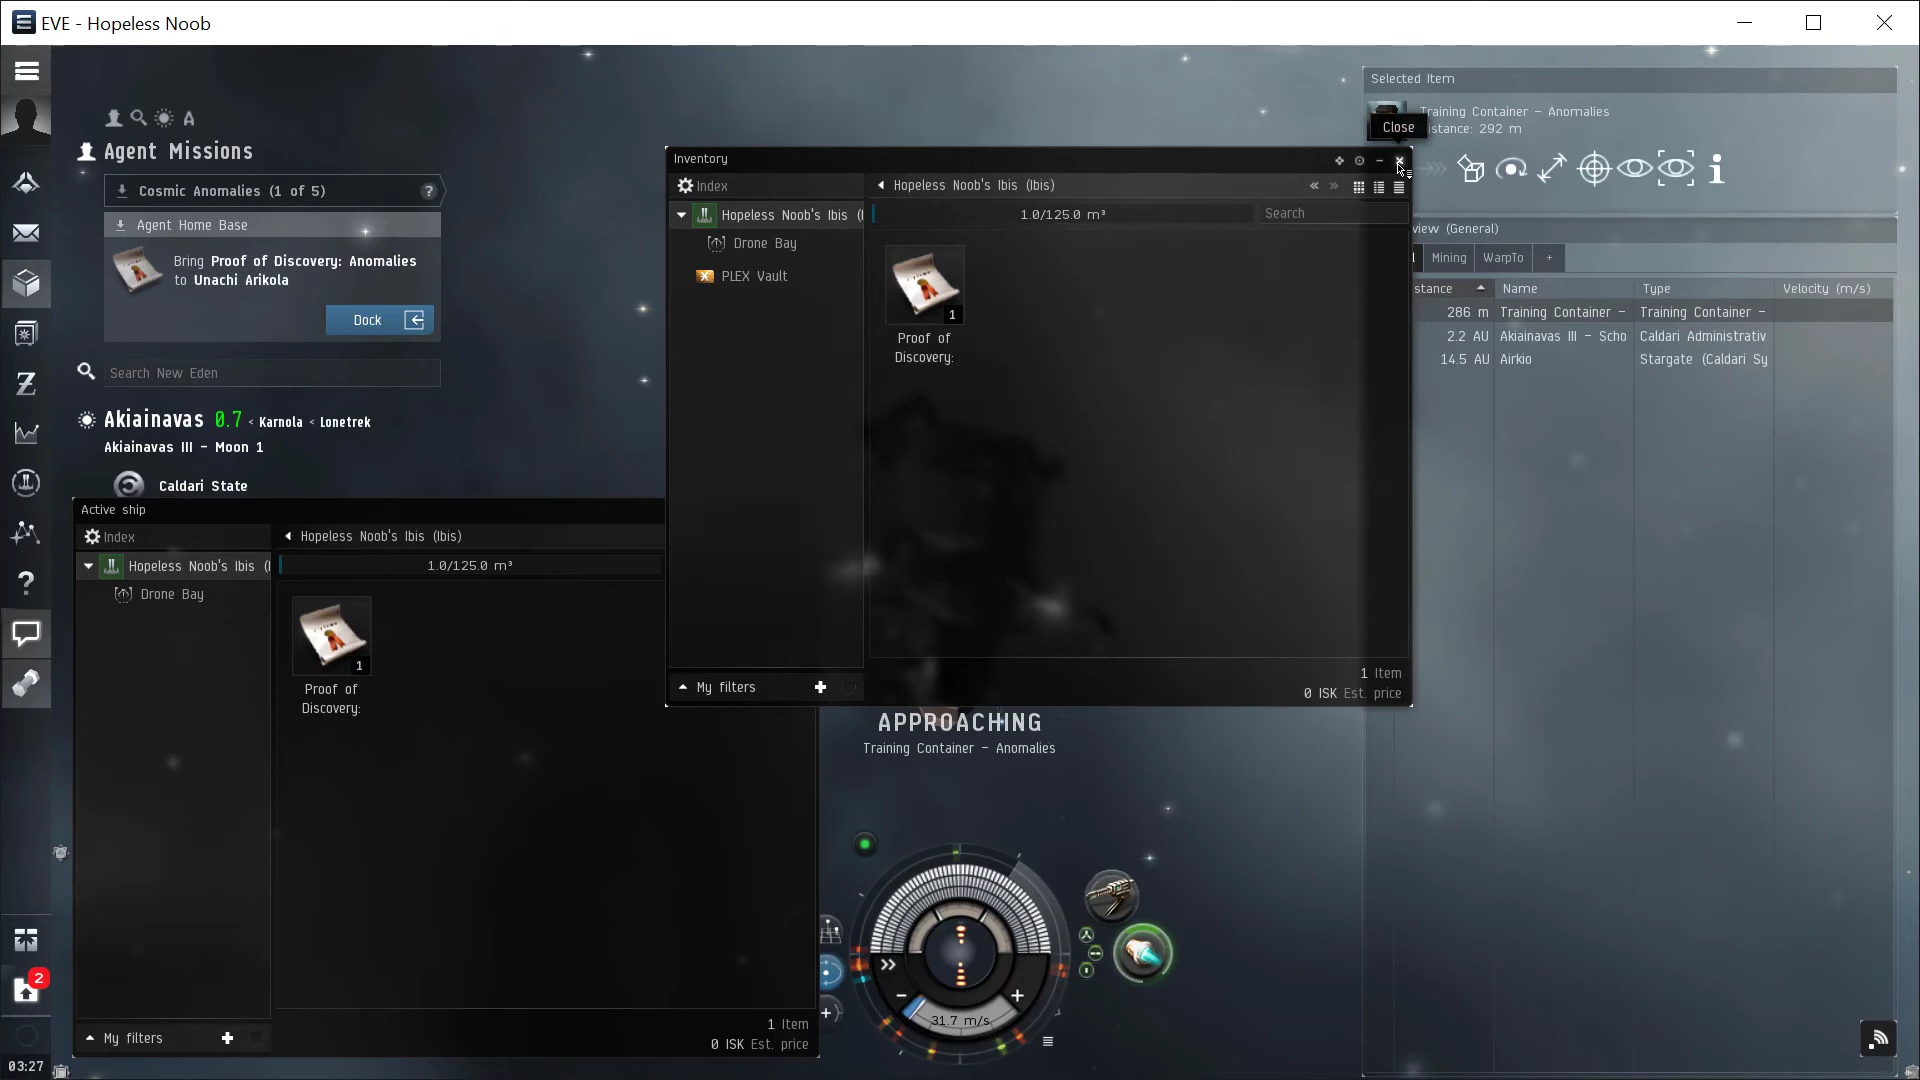 EVE - Hopeless Noob
Selected Item
Training Container - Anomalies
Close
istance: 292 m
Agent Missions
Cosmic Anomalies (1 of 5)
?
Agent Home Base
Bring Proof of Discovery: Anomalies
to Unachi Arikola
Dock
Search New Eden
Akiainavas 0.7 < Karnola < Lonetrek
Akiainavas III - Moon 1
Caldari State
Inventory
Index
Hopeless Noob's Ibis (Ibis)
Hopeless Noob's Ibis (I
1.0/125.0 m³
Search
Drone Bay
PLEX Vault
1
Proof of
Discovery:
My filters
1 Item
0 ISK Est. price
view (General)
l
Mining
WarpTo
+
stance
Name
Type
Velocity (m/s)
286 m
Training Container -
Training Container -
2.2 AU
Akiainavas III - Scho
Caldari Administrativ
14.5 AU
Airkio
Stargate (Caldari Sy
Active ship
Index
Hopeless Noob's Ibis (Ibis)
Hopeless Noob's Ibis (I
1.0/125.0 m³
Drone Bay
1
Proof of
Discovery:
My filters
1 Item
0 ISK Est. price
APPROACHING
Training Container - Anomalies
31.7 m/s
2
03:27